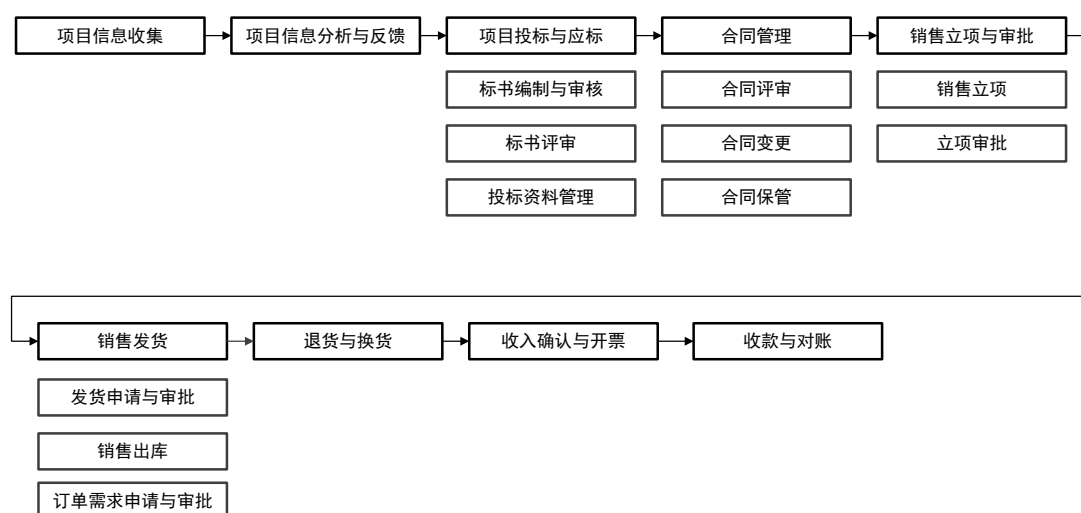 项目信息收集
项目信息分析与反馈
项目投标与应标
合同管理
销售立项与审批
标书编制与审核
合同评审
销售立项
标书评审
合同变更
立项审批
投标资料管理
合同保管
销售发货
退货与换货
收入确认与开票
收款与对账
发货申请与审批
销售出库
订单需求申请与审批